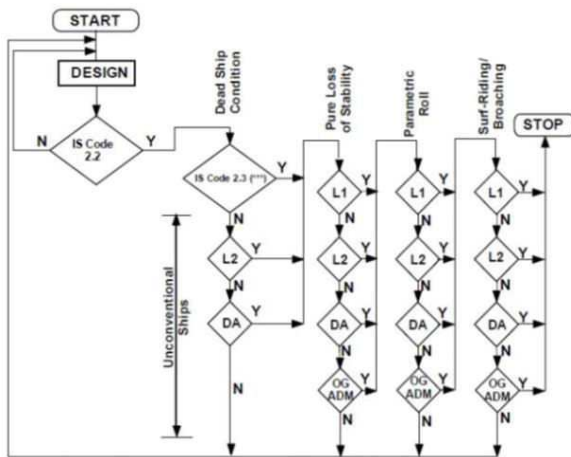 START
DESIGN
N
IS Code
2.2
Y
Dead Ship
Condition
IS Code 2.3 (***)
Y
N
L2
Y
N
DA
Y
N
Unconventional
Ships
Pure Loss
of Stability
L1
Y
N
L2
Y
N
DA
Y
N
OG
ADM
Y
N
Parametric
Roll
L1
Y
N
L2
Y
N
DA
Y
N
OG
ADM
Y
N
Surf-Riding/
Broaching
L1
Y
N
L2
Y
N
DA
Y
N
OG
ADM
Y
N
STOP